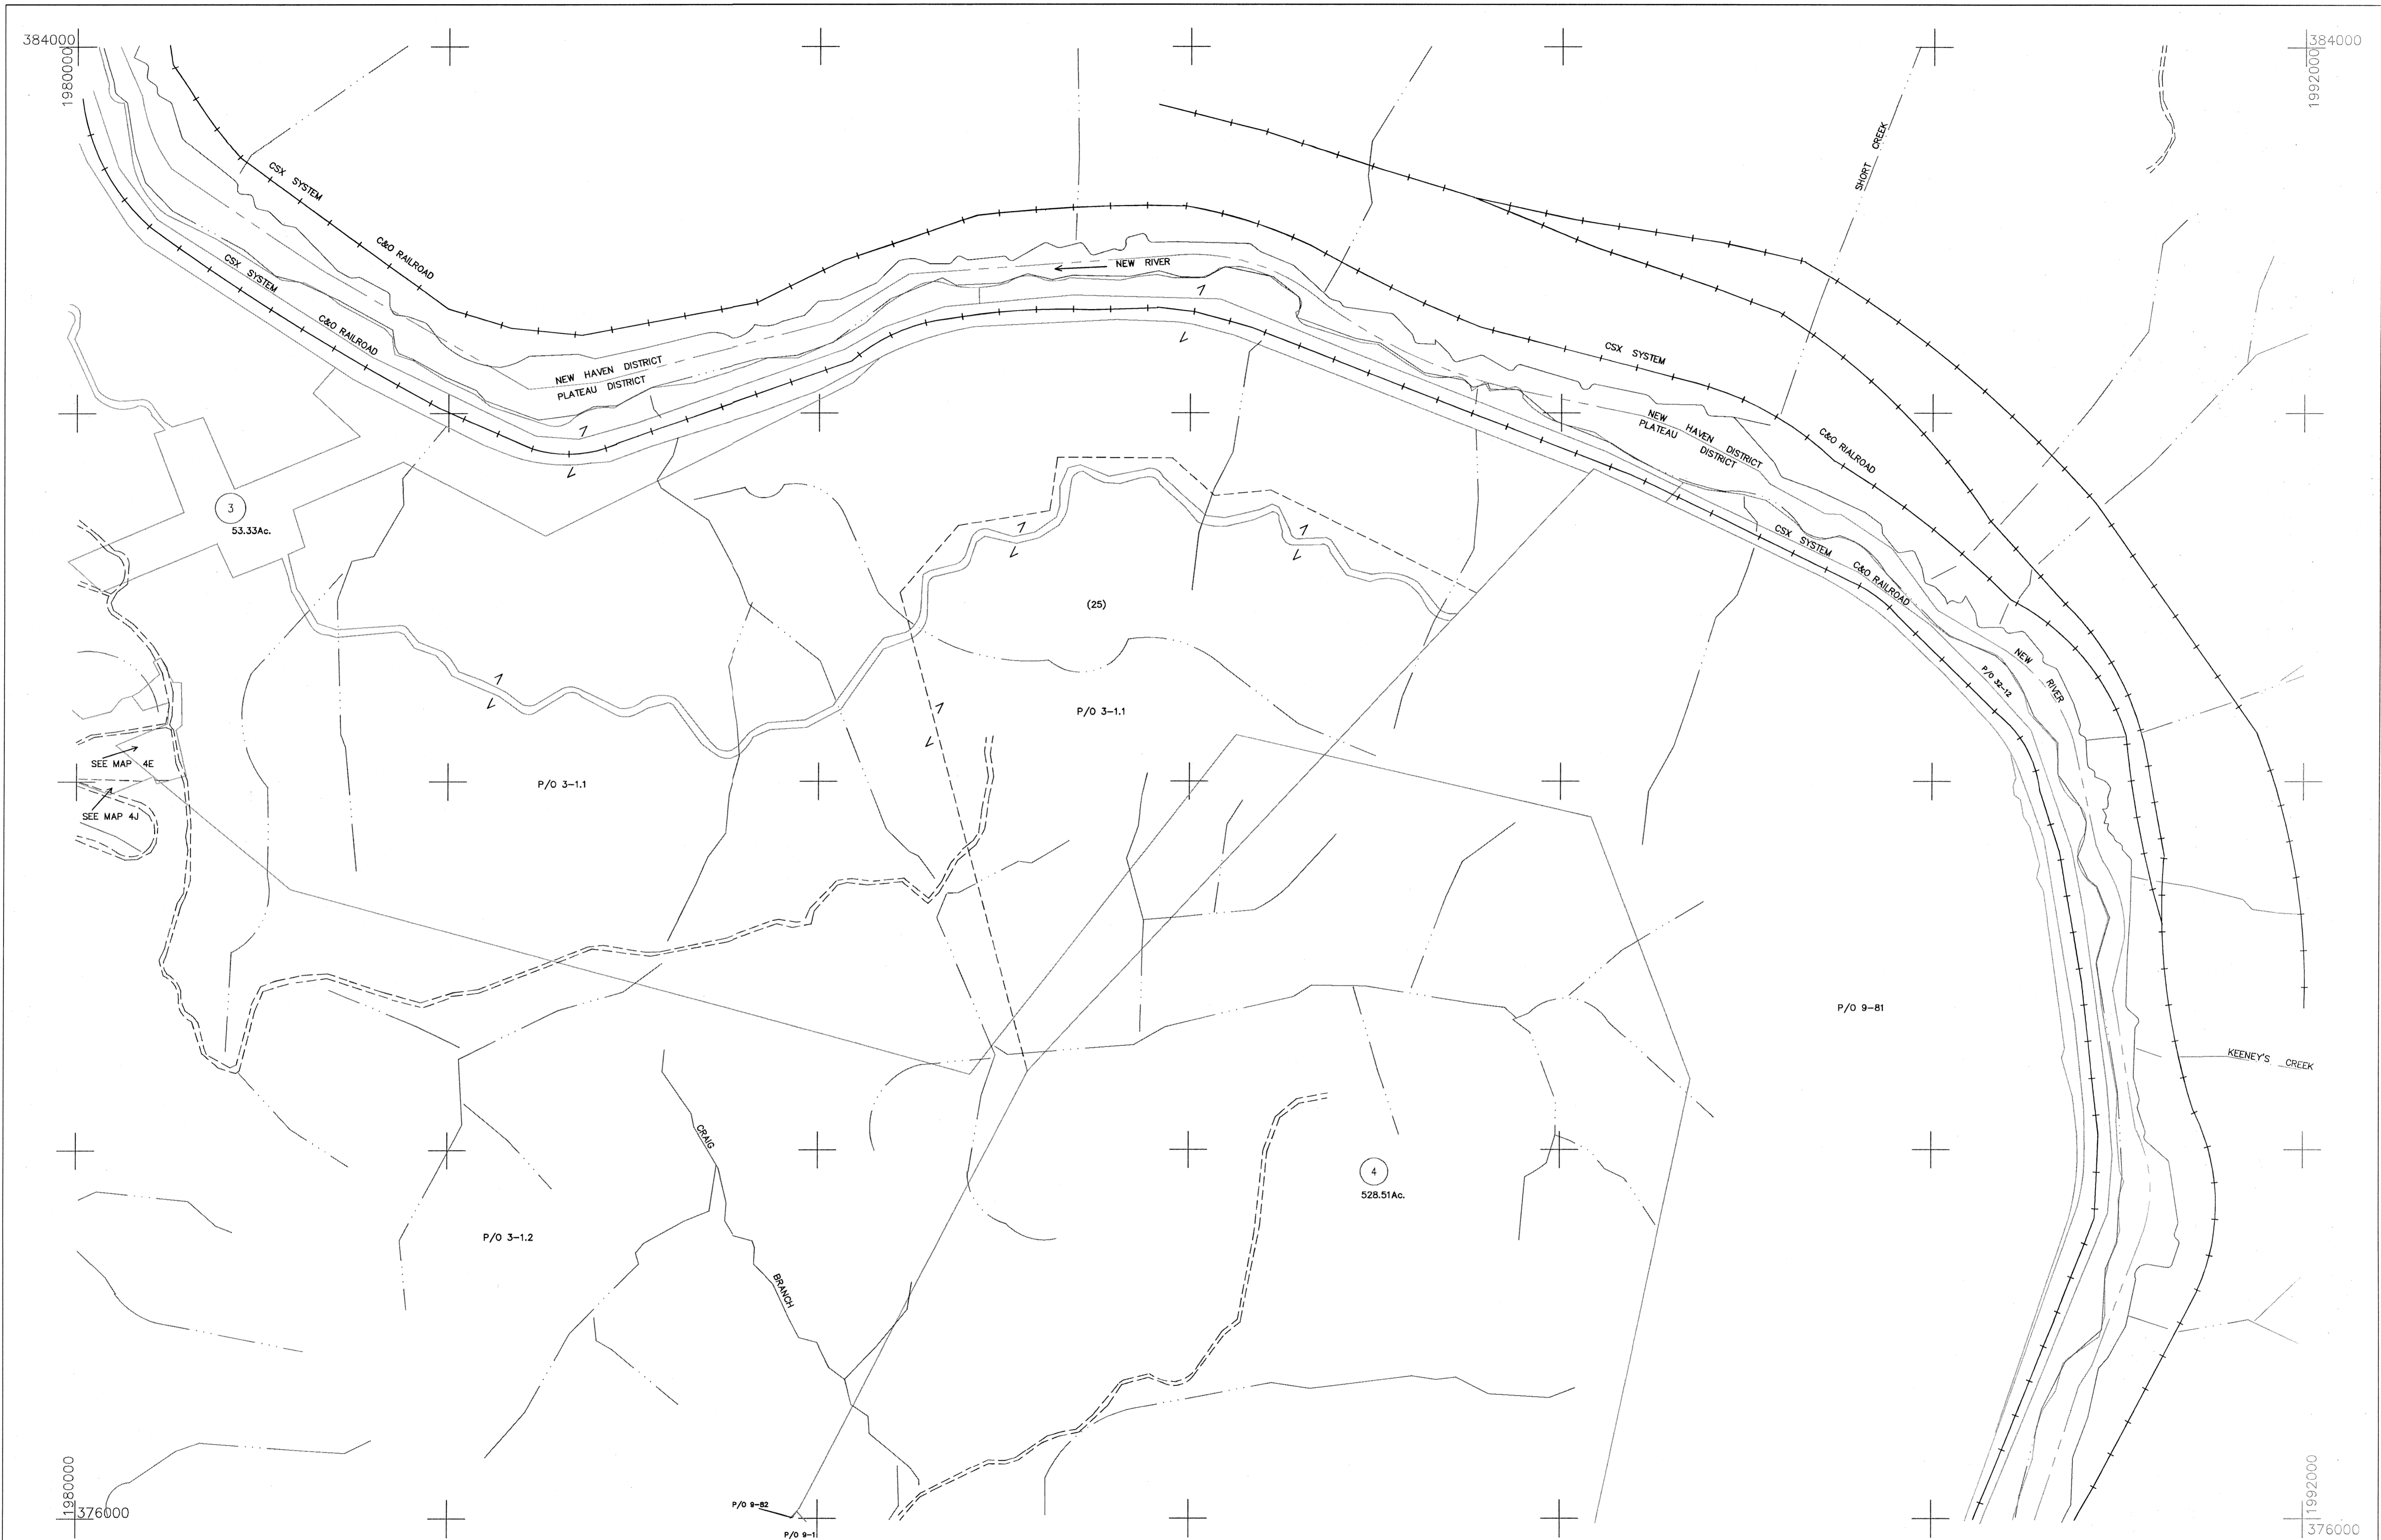 384000
1980000
384000
1992000
SHORT CREEK
CSX SYSTEM
C&O RAILROAD
CSX SYSTEM
C&O RAILROAD
NEW RIVER
NEW HAVEN DISTRICT
PLATEAU DISTRICT
CSX SYSTEM
C&O RIALROAD
NEW HAVEN DISTRICT
PLATEAU DISTRICT
CSX SYSTEM
C&O RAILROAD
3
53.33Ac.
(25)
NEW RIVER
P/O 32-12
P/O 3-1.1
P/O 3-1.1
SEE MAP 4E
SEE MAP 4J
P/O 9-81
KEENEY'S CREEK
CRAIG BRANCH
4
528.51Ac.
P/O 3-1.2
P/O 9-82
P/O 9-1
1980000
376000
1992000
376000